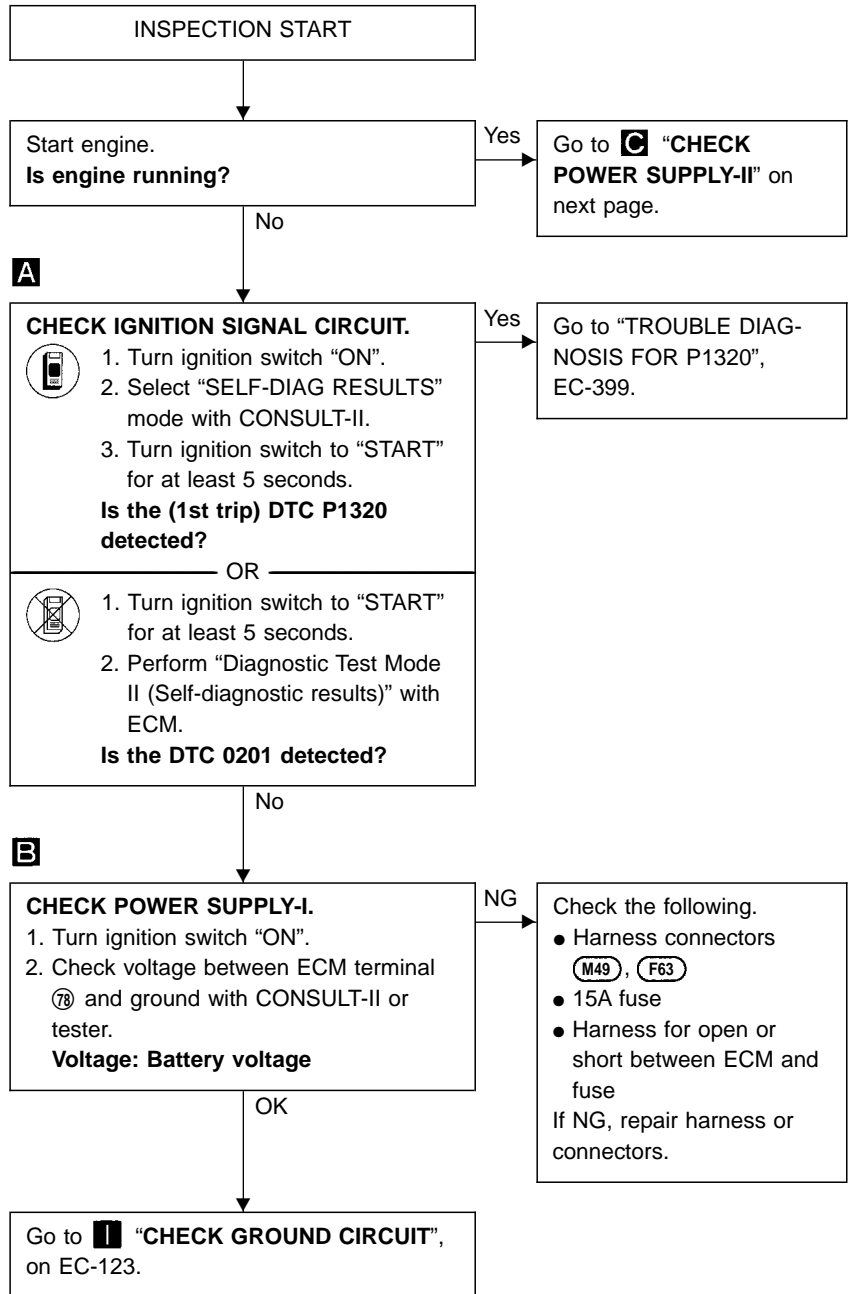 INSPECTION START
Start engine.
Is engine running?
Yes
Go to C “CHECK
POWER SUPPLY-II” on
next page.
No
A
CHECK IGNITION SIGNAL CIRCUIT.
1. Turn ignition switch “ON”.
2. Select “SELF-DIAG RESULTS”
mode with CONSULT-II.
3. Turn ignition switch to “START”
for at least 5 seconds.
Is the (1st trip) DTC P1320
detected?
OR
1. Turn ignition switch to “START”
for at least 5 seconds.
2. Perform “Diagnostic Test Mode
II (Self-diagnostic results)” with
ECM.
Is the DTC 0201 detected?
Yes
Go to “TROUBLE DIAG-
NOSIS FOR P1320”,
EC-399.
No
B
CHECK POWER SUPPLY-I.
1. Turn ignition switch “ON”.
2. Check voltage between ECM terminal
78 and ground with CONSULT-II or
tester.
Voltage: Battery voltage
NG
Check the following.
● Harness connectors
M49, F63
● 15A fuse
● Harness for open or
short between ECM and
fuse
If NG, repair harness or
connectors.
OK
Go to I “CHECK GROUND CIRCUIT”,
on EC-123.